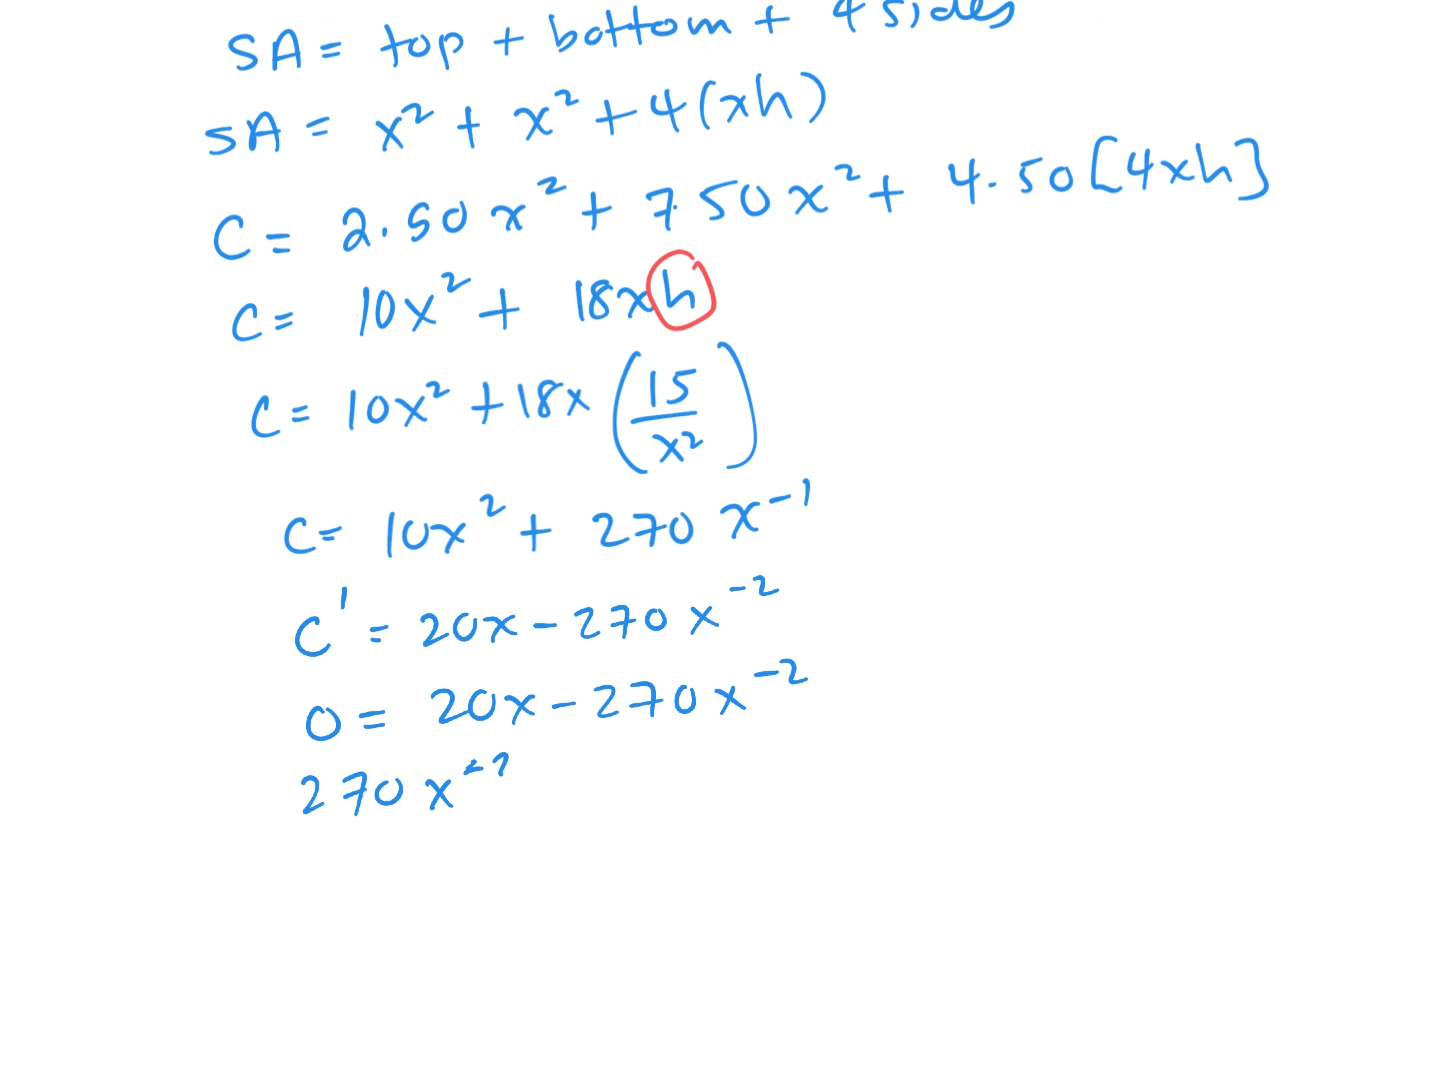 SA = top + bottom + 4 sides
SA = x² + x² + 4(xh)
C = 2.50x² + 7.50x² + 4.50[4xh]
C = 10x² + 18xh
C = 10x² + 18x(15/x²)
C = 10x² + 270x⁻¹
C' = 20x - 270x⁻²
0 = 20x - 270x⁻²
270x⁻²